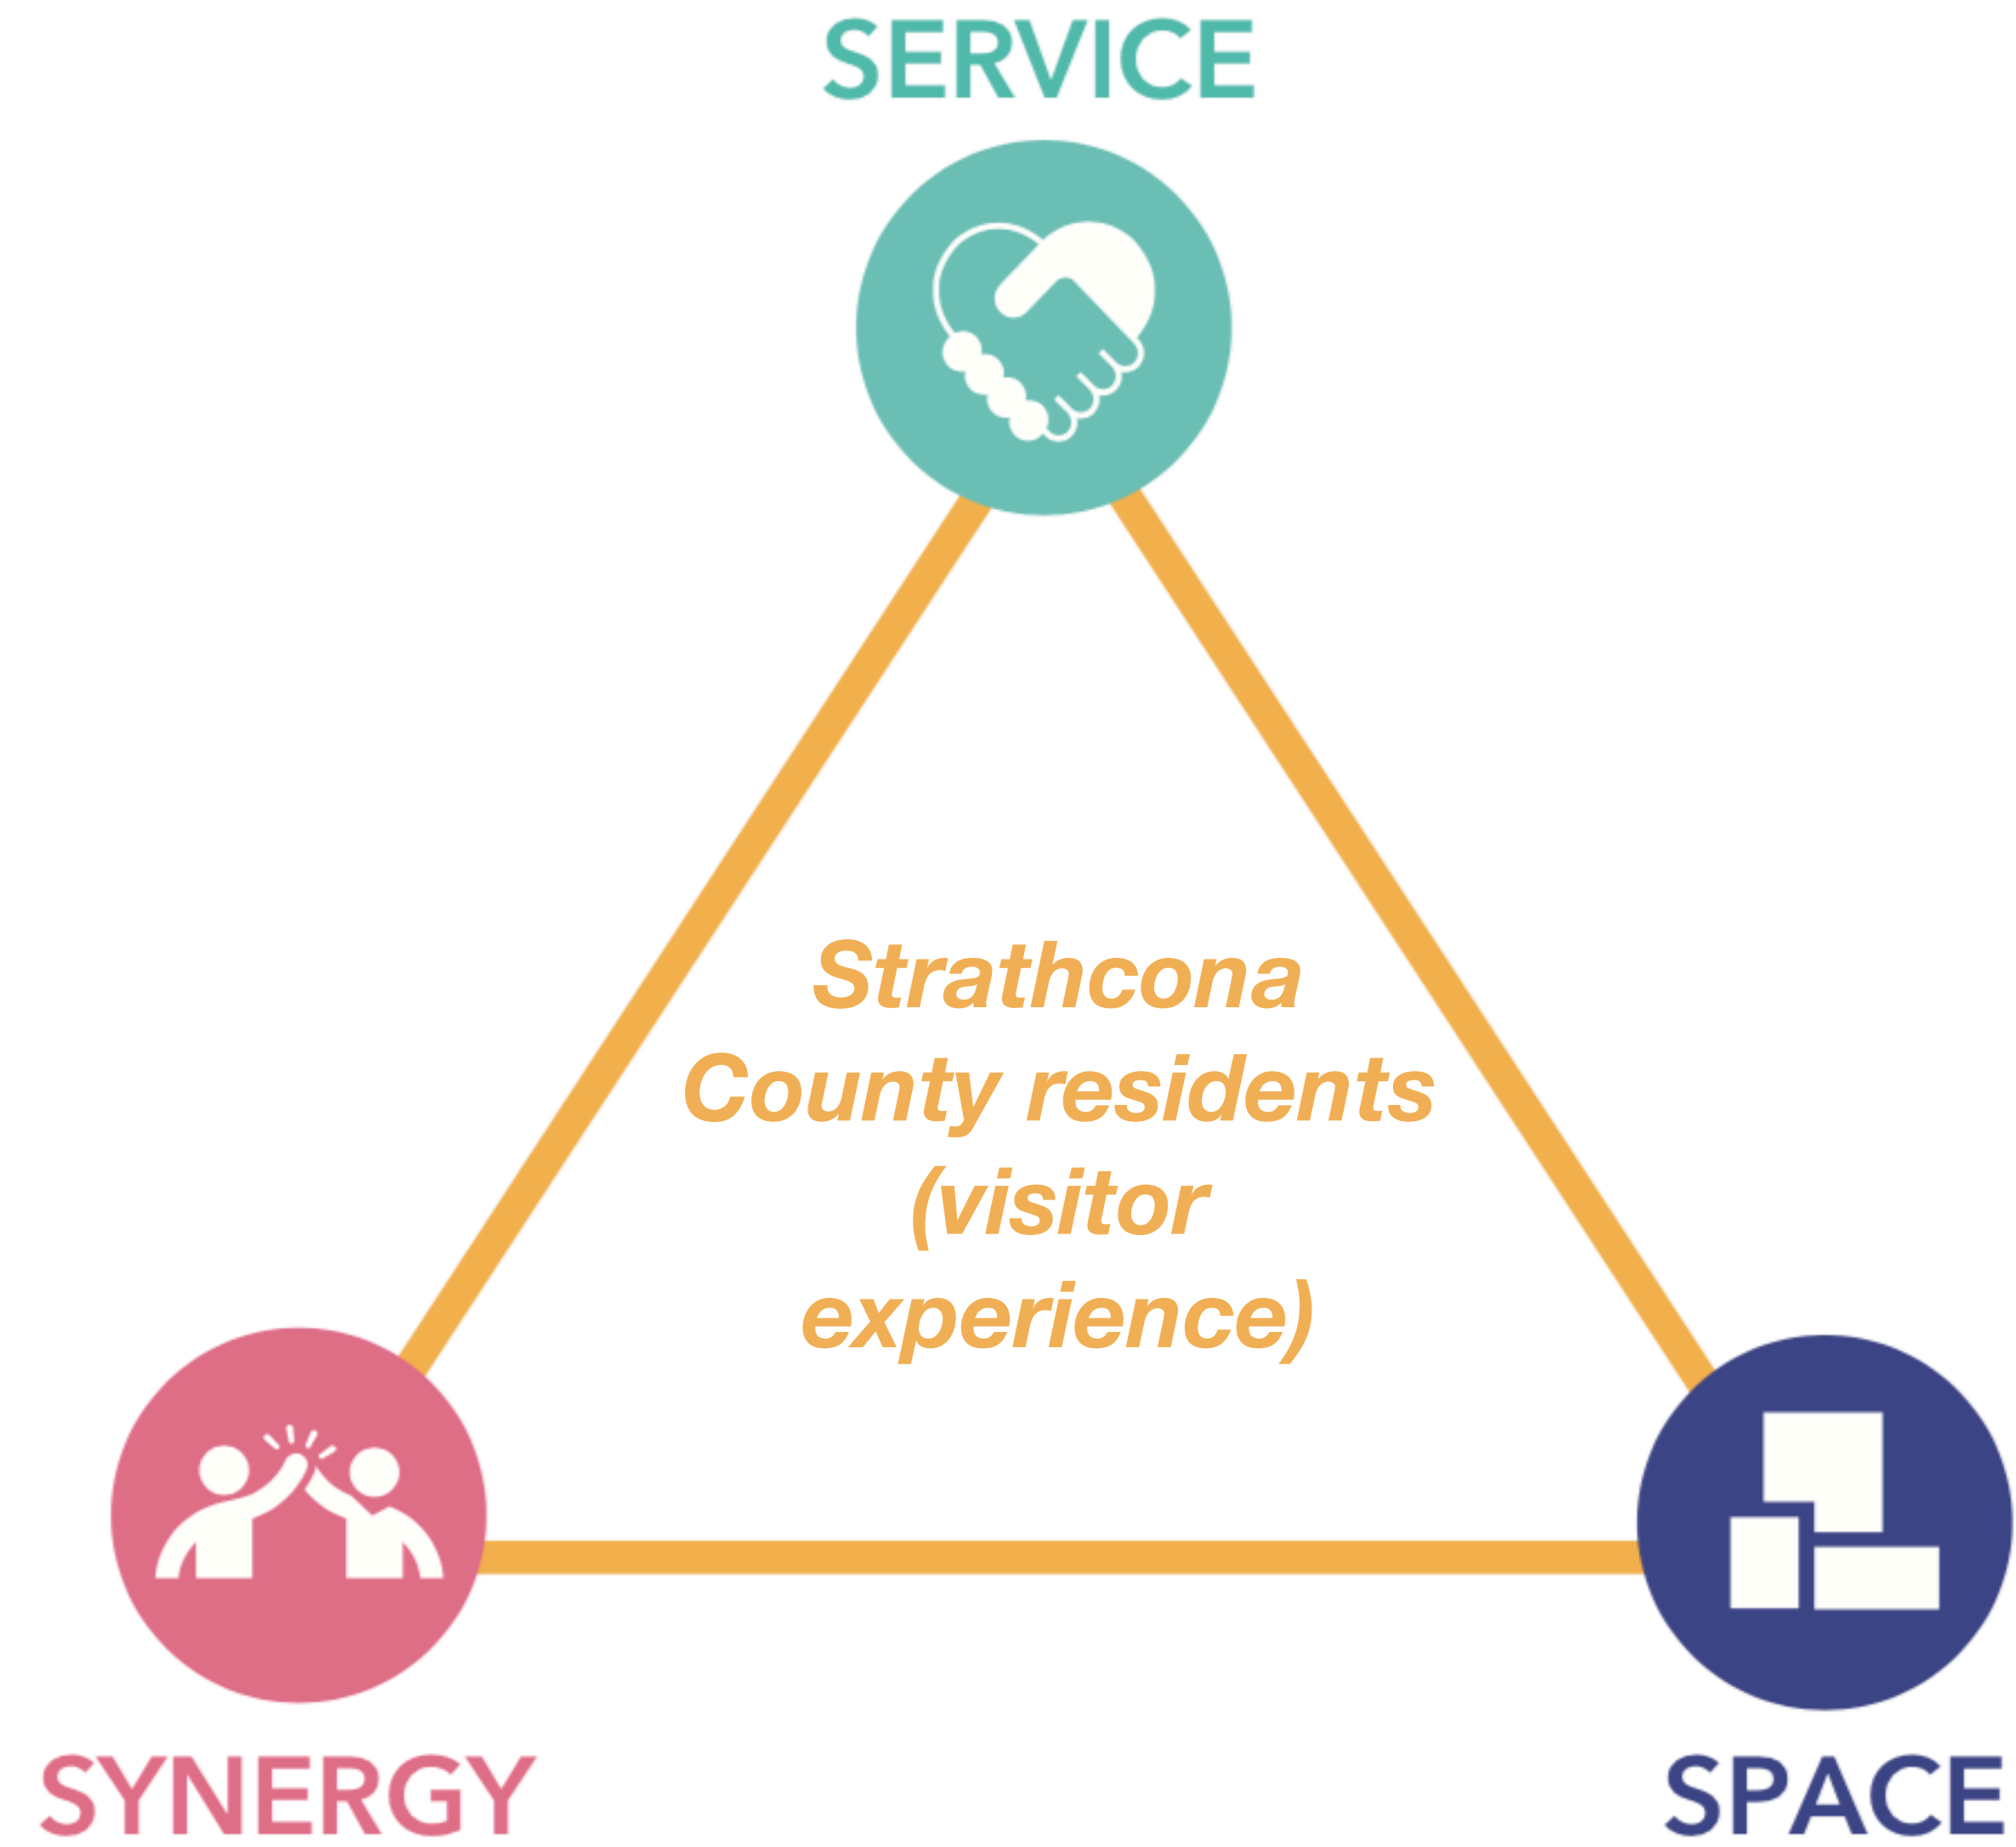 SERVICE
Strathcona
County residents
(visitor
experience)
SYNERGY
SPACE